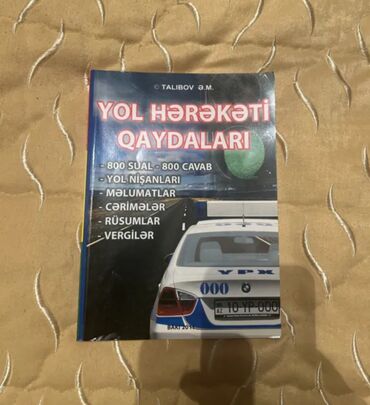 © TALIBOV Ə.M.
YOL HƏRƏKƏTİ
QAYDALARI
- 800 SUAL - 800 CAVAB
- YOL NİŞANLARI
- MƏLUMATLAR
- CƏRİMƏLƏR
- RÜSUMLAR
- VERGİLƏR
YPX
000
10-YP-000